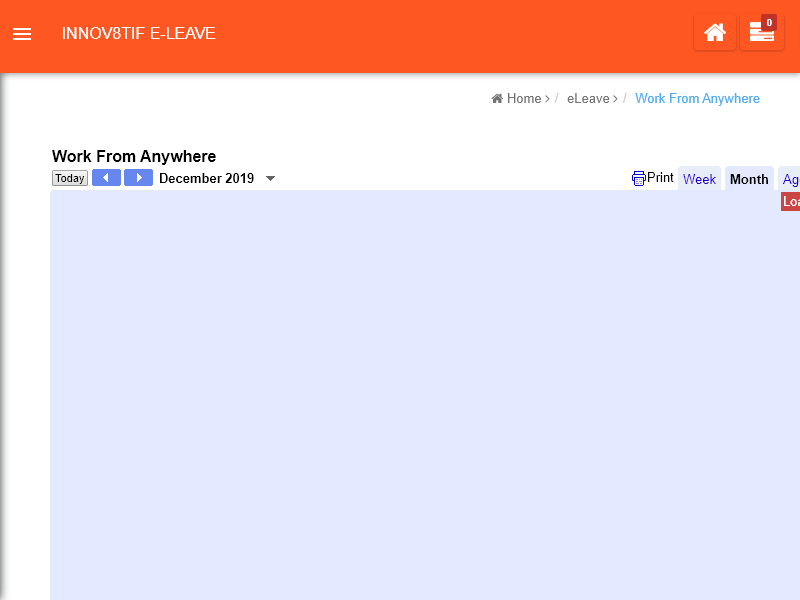 INNOV8TIF E-LEAVE
0
Home > / eLeave > / Work From Anywhere
Work From Anywhere
Today December 2019 Print Week Month Ag
Loa